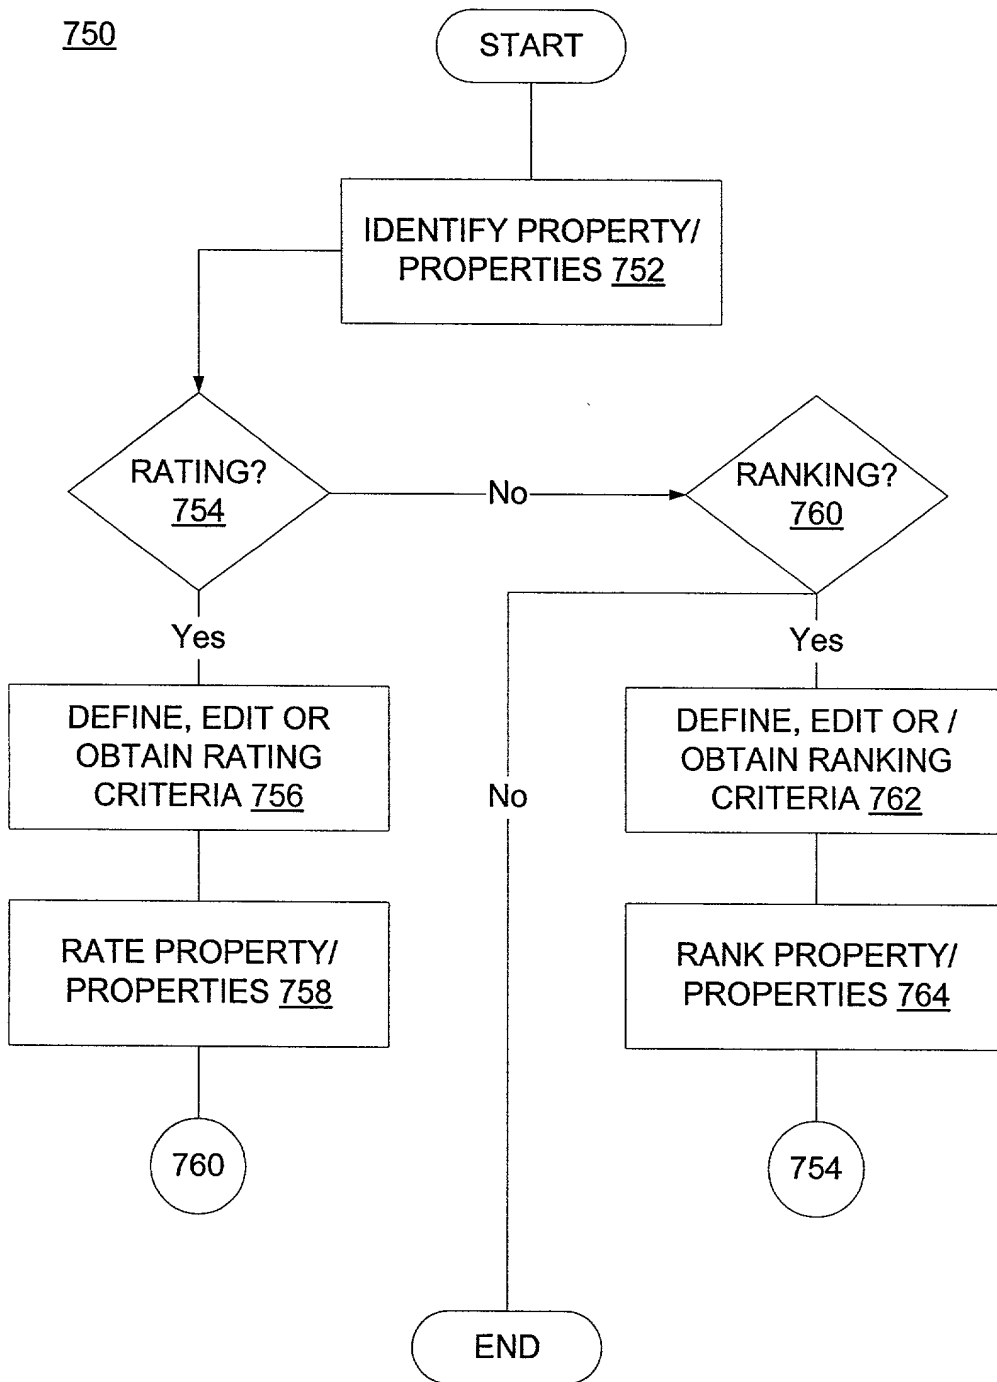 750
START
IDENTIFY PROPERTY/
PROPERTIES 752
RATING?
754
No
RANKING?
760
Yes
Yes
DEFINE, EDIT OR
OBTAIN RATING
CRITERIA 756
No
DEFINE, EDIT OR /
OBTAIN RANKING
CRITERIA 762
RATE PROPERTY/
PROPERTIES 758
RANK PROPERTY/
PROPERTIES 764
760
754
END